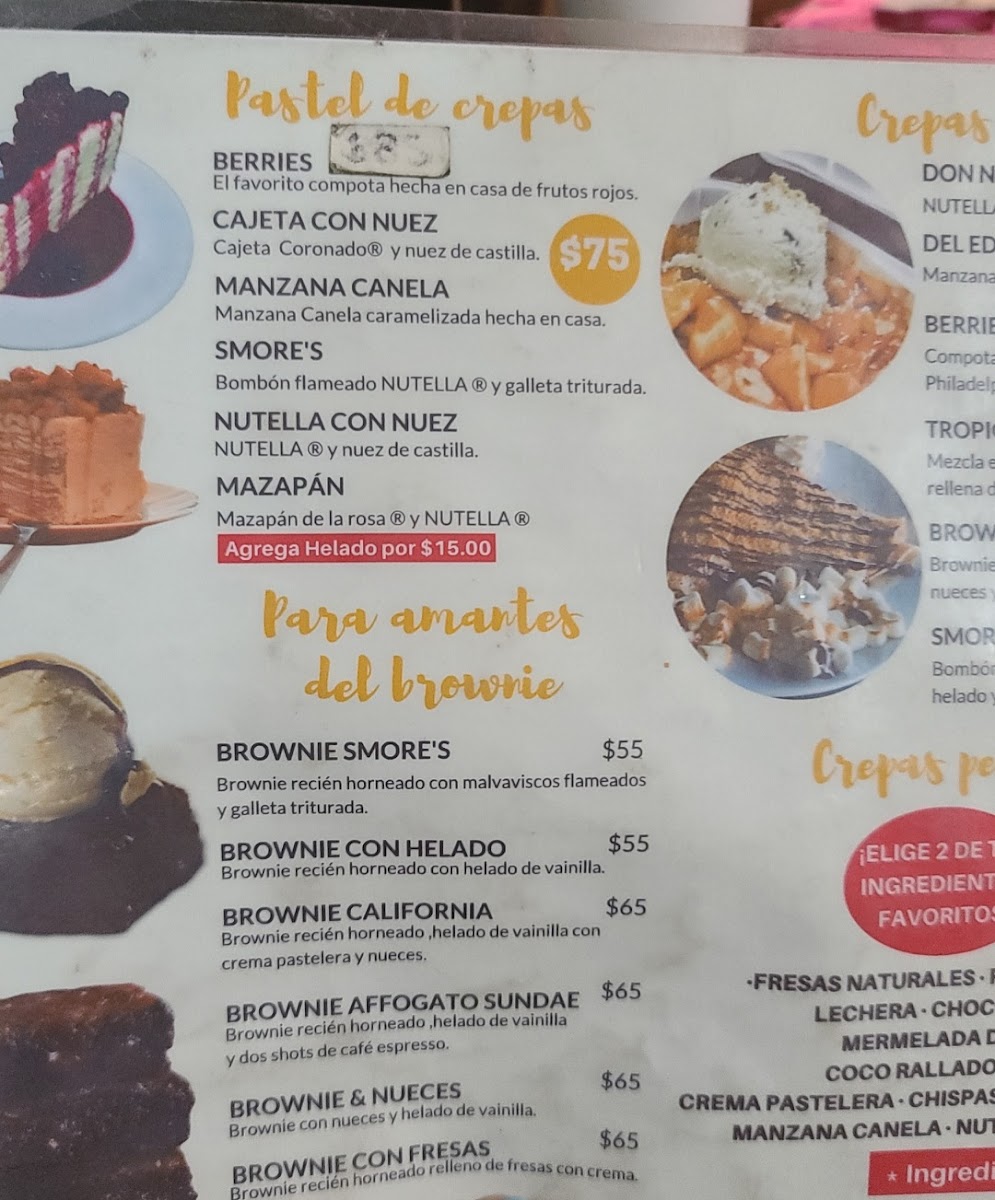 Pastel de crepas
BERRIES $85
El favorito compota hecha en casa de frutos rojos.
CAJETA CON NUEZ
Cajeta Coronado® y nuez de castilla.
$75
MANZANA CANELA
Manzana Canela caramelizada hecha en casa.
SMORE'S
Bombón flameado NUTELLA ® y galleta triturada.
NUTELLA CON NUEZ
NUTELLA ® y nuez de castilla.
MAZAPÁN
Mazapán de la rosa ® y NUTELLA ®
Agrega Helado por $15.00
Para amantes
del brownie
BROWNIE SMORE'S $55
Brownie recién horneado con malvaviscos flameados
y galleta triturada.
BROWNIE CON HELADO $55
Brownie recién horneado con helado de vainilla.
BROWNIE CALIFORNIA $65
Brownie recién horneado ,helado de vainilla con
crema pastelera y nueces.
BROWNIE AFFOGATO SUNDAE $65
Brownie recién horneado ,helado de vainilla
y dos shots de café espresso.
BROWNIE & NUECES $65
Brownie con nueces y helado de vainilla.
BROWNIE CON FRESAS $65
Brownie recién horneado relleno de fresas con crema.
Crepas
DON N
NUTELLA
DEL ED
Manzana
BERRIE
Compota
Philadelp
TROPI
Mezcla e
rellena d
BROW
Brownie
nueces y
SMOR
Bombón
helado y
Crepas pe
¡ELIGE 2 DE T
INGREDIENT
FAVORITOS
·FRESAS NATURALES ·
LECHERA · CHOC
MERMELADA D
COCO RALLADO
CREMA PASTELERA · CHISPAS
MANZANA CANELA · NUT
* Ingredi